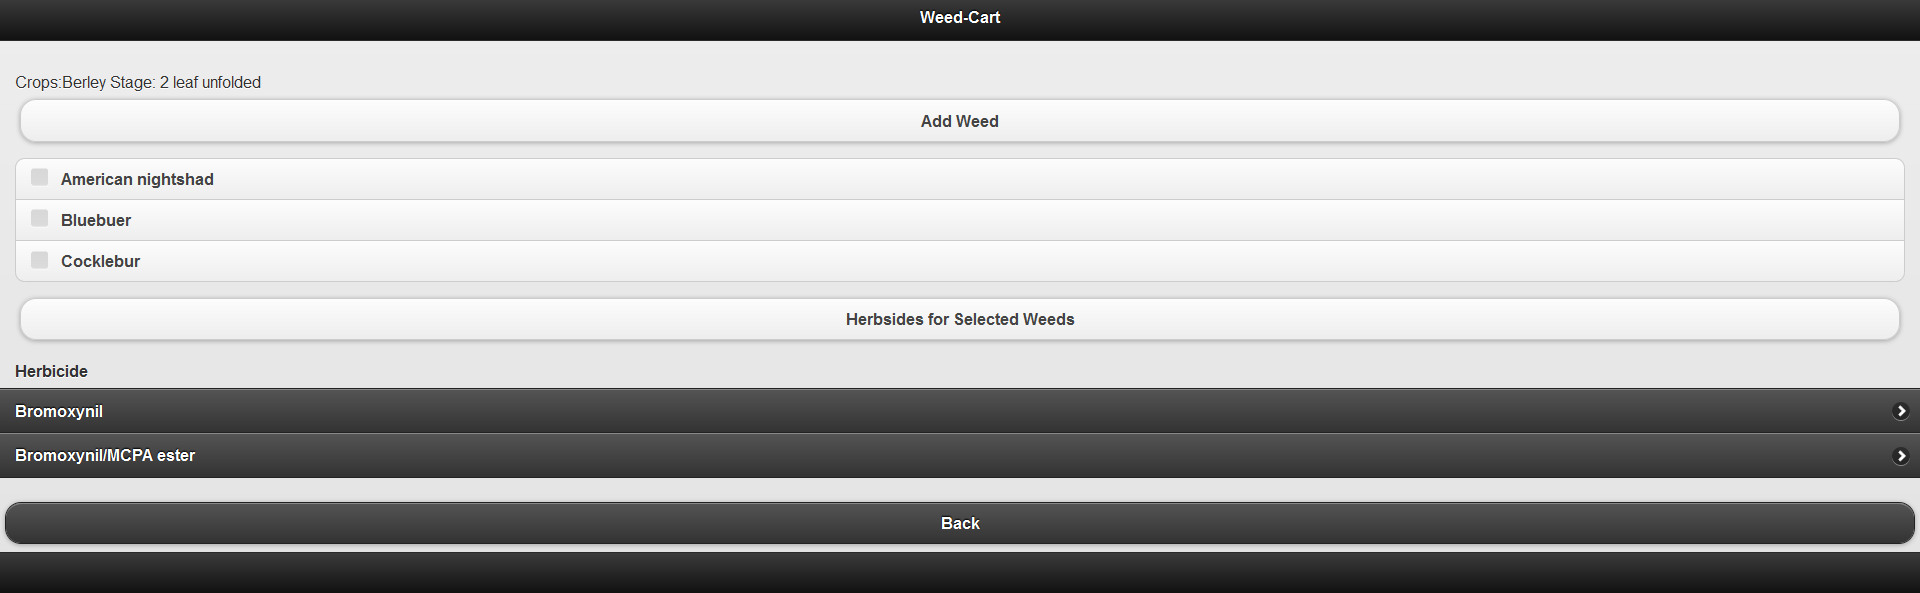 Weed-Cart
Crops:Berley Stage: 2 leaf unfolded
Add Weed
American nightshad
Bluebuer
Cocklebur
Herbsides for Selected Weeds
Herbicide
Bromoxynil
Bromoxynil/MCPA ester
Back